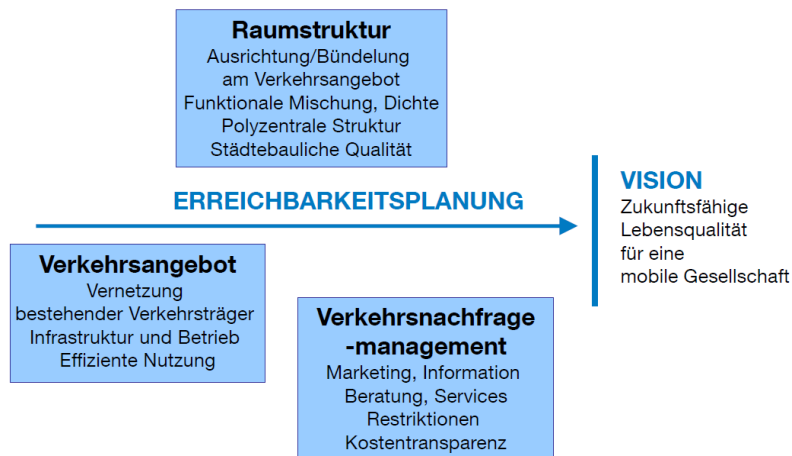 Raumstruktur
Ausrichtung/Bündelung
am Verkehrsangebot
Funktionale Mischung, Dichte
Polyzentrale Struktur
Städtebauliche Qualität
ERREICHBARKEITSPLANUNG
VISION
Zukunftsfähige
Lebensqualität
für eine
mobile Gesellschaft
Verkehrsangebot
Vernetzung
bestehender Verkehrsträger
Infrastruktur und Betrieb
Effiziente Nutzung
Verkehrsnachfrage
-management
Marketing, Information
Beratung, Services
Restriktionen
Kostentransparenz